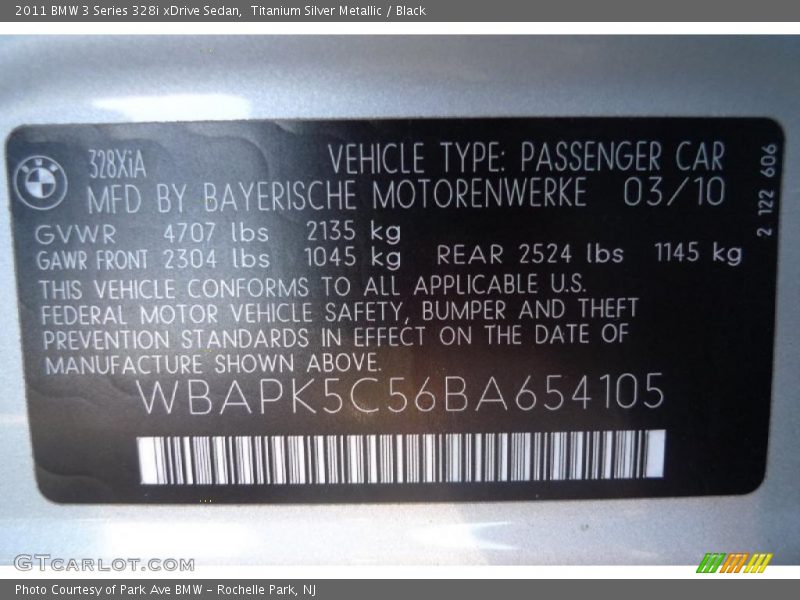 2011 BMW 3 Series 328i xDrive Sedan,  Titanium Silver Metallic / Black
328XiA
VEHICLE TYPE: PASSENGER CAR
MFD BY BAYERISCHE MOTORENWERKE 03/10
2 122 606
GVWR 4707 lbs 2135 kg
GAWR FRONT 2304 lbs 1045 kg REAR 2524 lbs 1145 kg
THIS VEHICLE CONFORMS TO ALL APPLICABLE U.S.
FEDERAL MOTOR VEHICLE SAFETY, BUMPER AND THEFT
PREVENTION STANDARDS IN EFFECT ON THE DATE OF
MANUFACTURE SHOWN ABOVE.
WBAPK5C56BA654105
GTCARLOT.COM
Photo Courtesy of Park Ave BMW - Rochelle Park, NJ